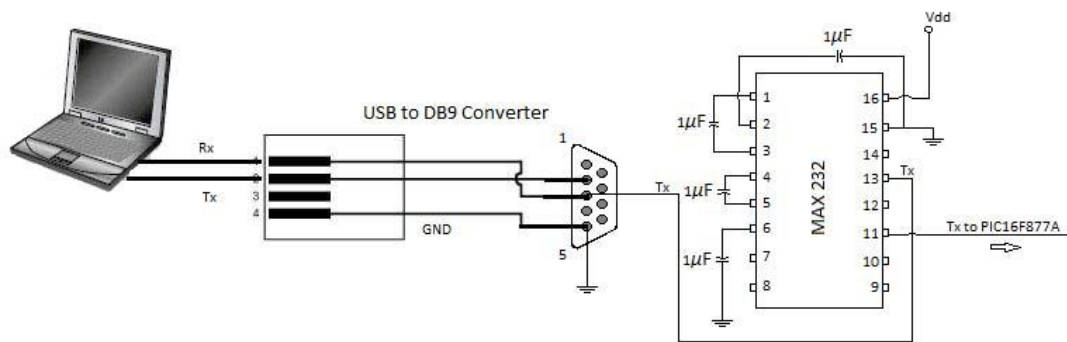 Vdd
1µF
USB to DB9 Converter
Rx
Tx
1
2
3
4
GND
1
5
Tx
1µF
1µF
1µF
MAX 232
1
2
3
4
5
6
7
8
16
15
14
13
12
11
10
9
Tx
Tx to PIC16F877A